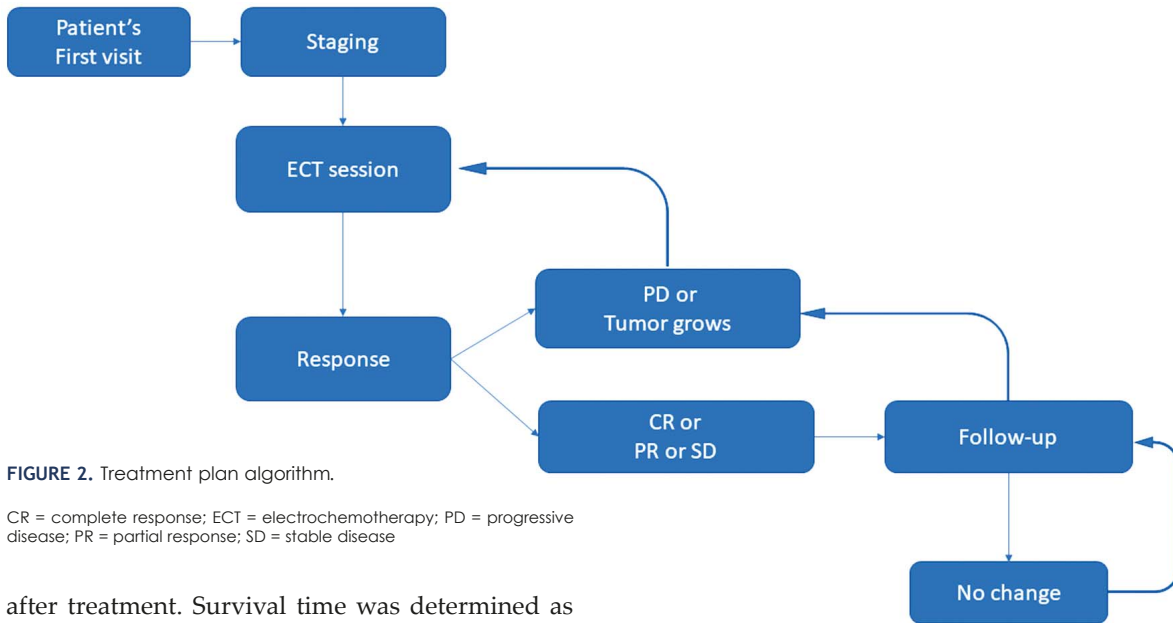 Patient's
First visit
Staging
ECT session
PD or
Tumor grows
Response
CR or
PR or SD
Follow-up
No change
FIGURE 2. Treatment plan algorithm.
CR = complete response; ECT = electrochemotherapy; PD = progressive
disease; PR = partial response; SD = stable disease
after treatment. Survival time was determined as